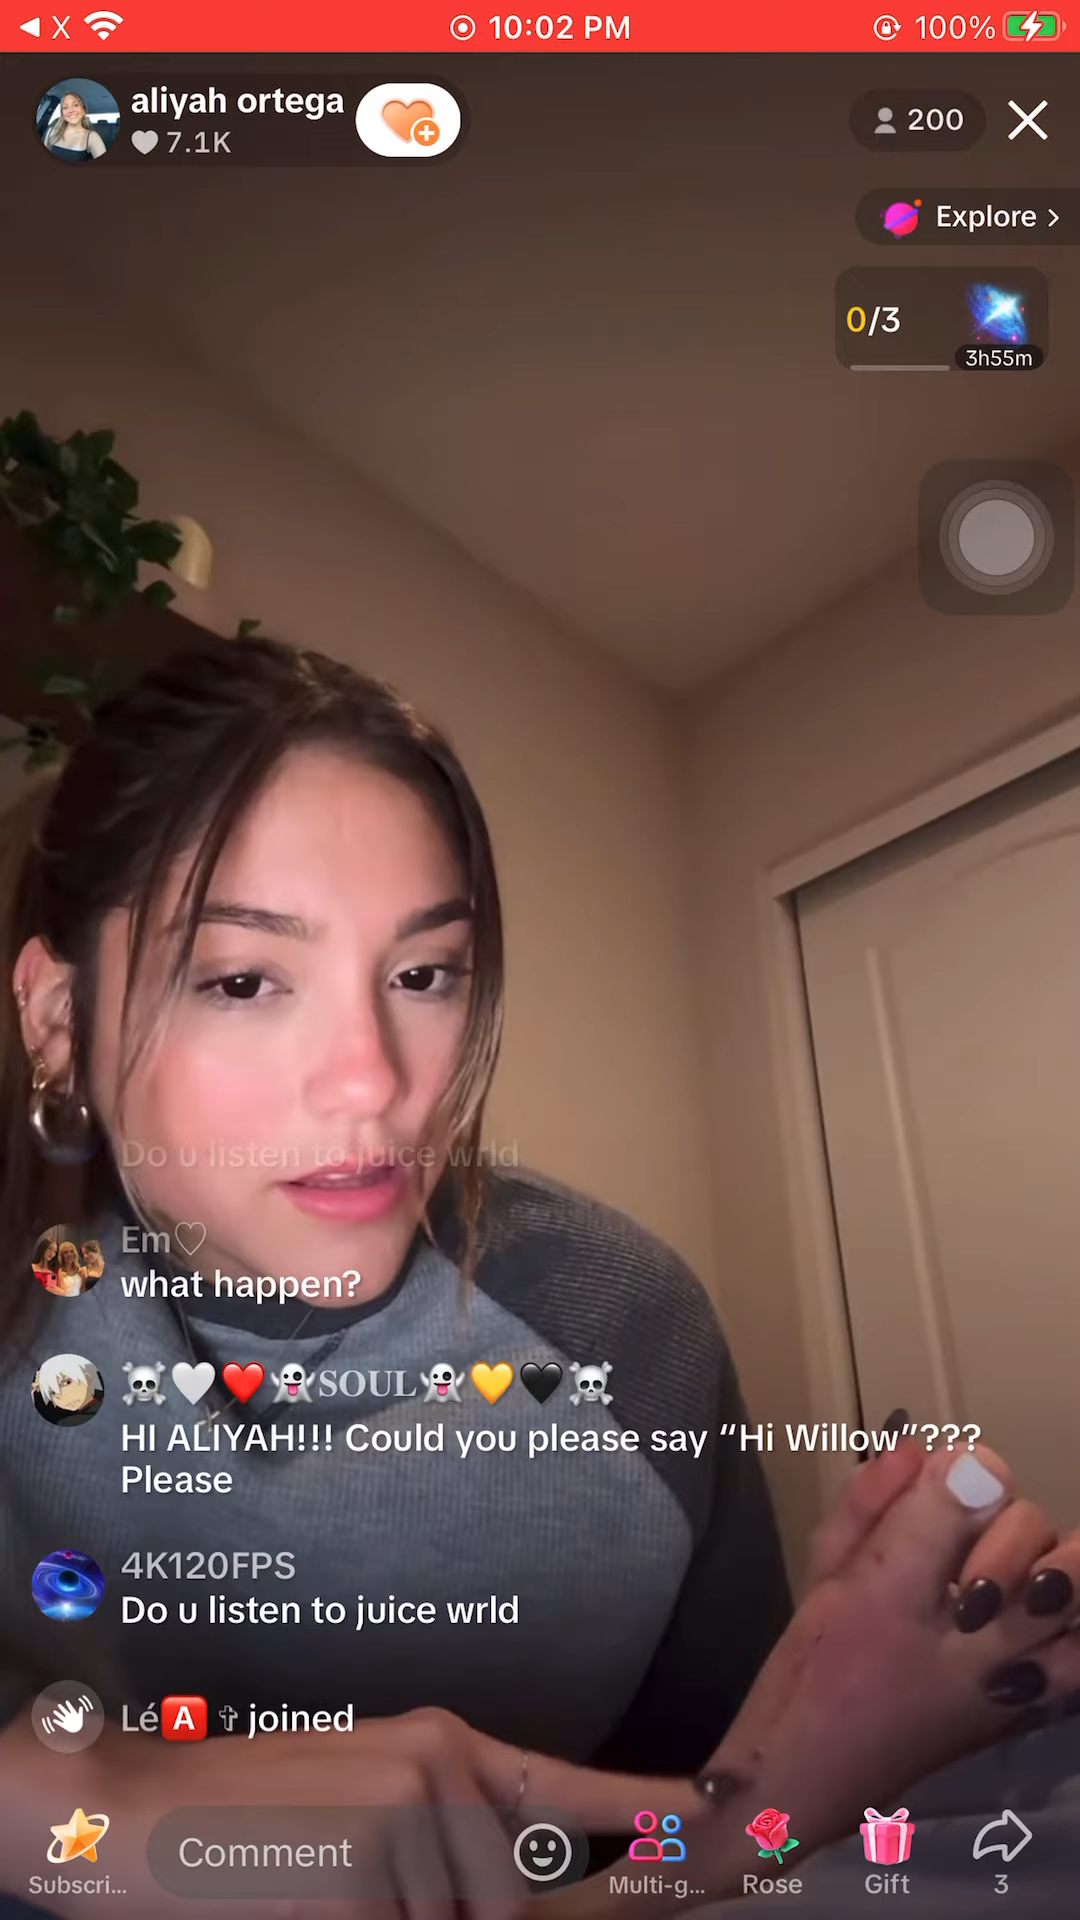 X 10:02 PM 100%
aliyah ortega
7.1K
200
Explore
0/3
3h55m
Do u listen to juice wrld
Em♡
what happen?
☠️🤍❤️👻SOUL👻💛🖤☠️
HI ALIYAH!!! Could you please say “Hi Willow”???
Please
4K120FPS
Do u listen to juice wrld
Lé🅰️✞ joined
Comment
Subscri...
Multi-g...
Rose
Gift
3